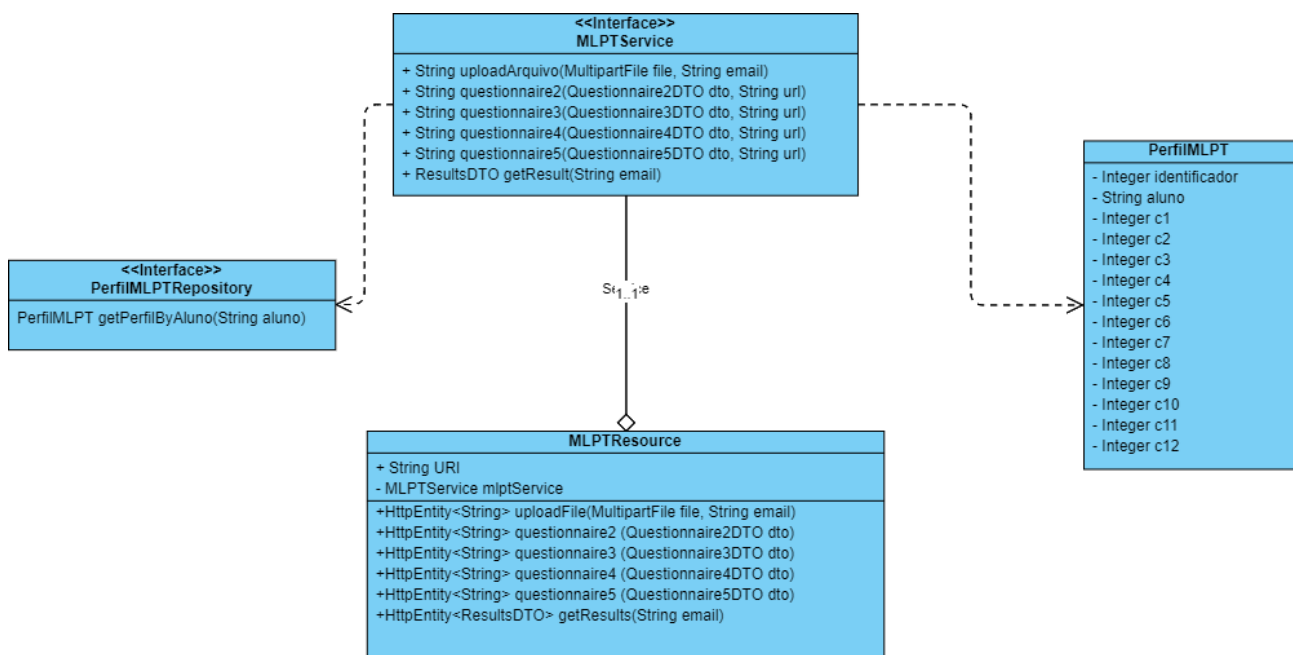 <<Interface>>
MLPTService
+ String uploadArquivo(MultipartFile file, String email)
+ String questionnaire2(Questionnaire2DTO dto, String url)
+ String questionnaire3(Questionnaire3DTO dto, String url)
+ String questionnaire4(Questionnaire4DTO dto, String url)
+ String questionnaire5(Questionnaire5DTO dto, String url)
+ ResultsDTO getResult(String email)
PerfilMLPT
- Integer identificador
- String aluno
- Integer c1
- Integer c2
- Integer c3
- Integer c4
- Integer c5
- Integer c6
- Integer c7
- Integer c8
- Integer c9
- Integer c10
- Integer c11
- Integer c12
<<Interface>>
PerfilMLPTRepository
PerfilMLPT getPerfilByAluno(String aluno)
1..1
MLPTResource
+ String URI
- MLPTService mlptService
+HttpEntity<String> uploadFile(MultipartFile file, String email)
+HttpEntity<String> questionnaire2 (Questionnaire2DTO dto)
+HttpEntity<String> questionnaire3 (Questionnaire3DTO dto)
+HttpEntity<String> questionnaire4 (Questionnaire4DTO dto)
+HttpEntity<String> questionnaire5 (Questionnaire5DTO dto)
+HttpEntity<ResultsDTO> getResults(String email)